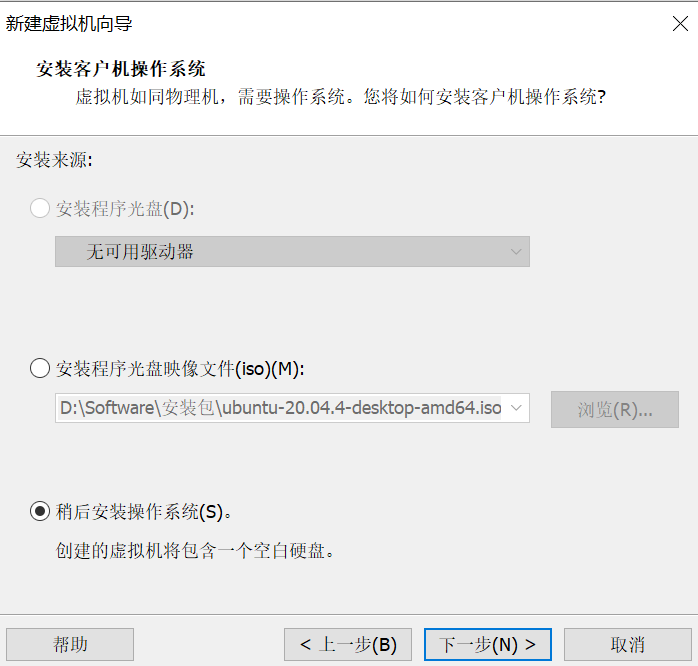 新建虚拟机向导
安装客户机操作系统
虚拟机如同物理机，需要操作系统。您将如何安装客户机操作系统?
安装来源:
安装程序光盘(D):
无可用驱动器
安装程序光盘映像文件(iso)(M):
D:\Software\安装包\ubuntu-20.04.4-desktop-amd64.iso
浏览(R)...
稍后安装操作系统(S)。
创建的虚拟机将包含一个空白硬盘。
帮助
< 上一步(B)
下一步(N) >
取消